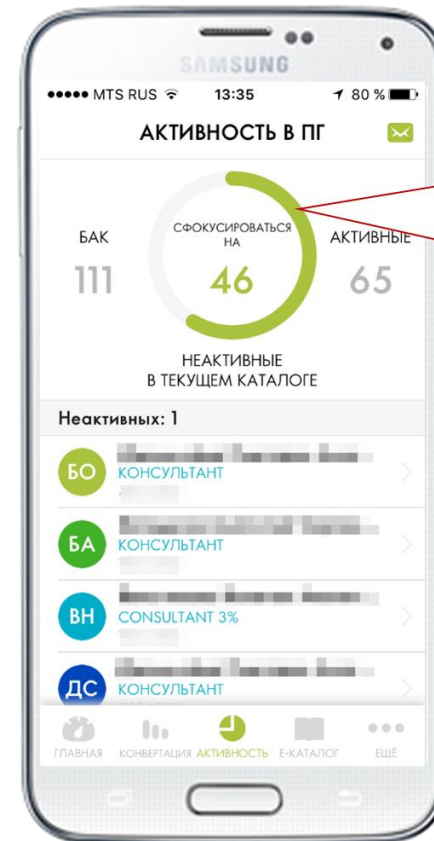 SAMSUNG
●●●●● MTS RUS 13:35 80 %
АКТИВНОСТЬ В ПГ
СФОКУСИРОВАТЬСЯ
НА
БАК
АКТИВНЫЕ
111
46
65
НЕАКТИВНЫЕ
В ТЕКУЩЕМ КАТАЛОГЕ
Неактивных: 1
БО
КОНСУЛЬТАНТ
БА
КОНСУЛЬТАНТ
ВН
CONSULTANT 3%
ДС
КОНСУЛЬТАНТ
ГЛАВНАЯ КОНВЕРТАЦИЯ АКТИВНОСТЬ Е-КАТАЛОГ ЕЩЁ